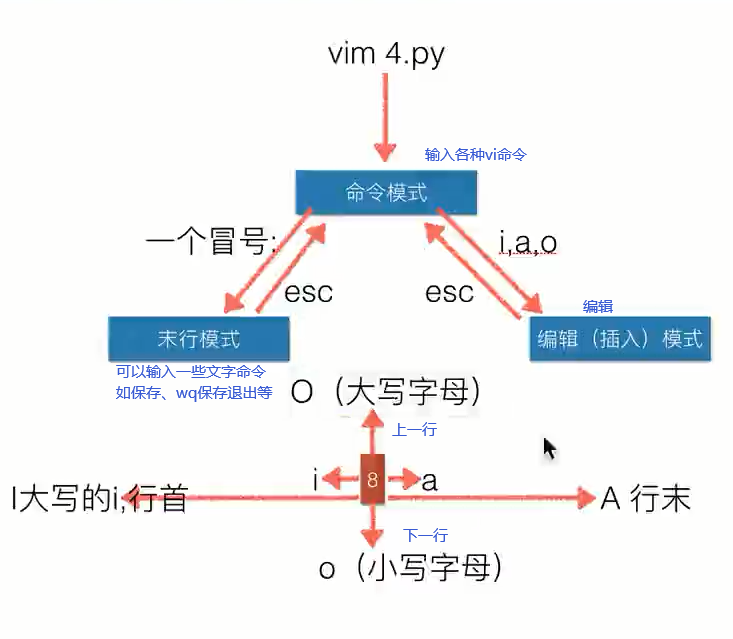 vim 4.py
输入各种vi命令
命令模式
一个冒号:
i,a,o
esc
esc
编辑
末行模式
编辑（插入）模式
可以输入一些文字命令
如保存、wq保存退出等
O（大写字母）
上一行
i
8
a
I大写的i,行首
A 行末
下一行
o（小写字母）